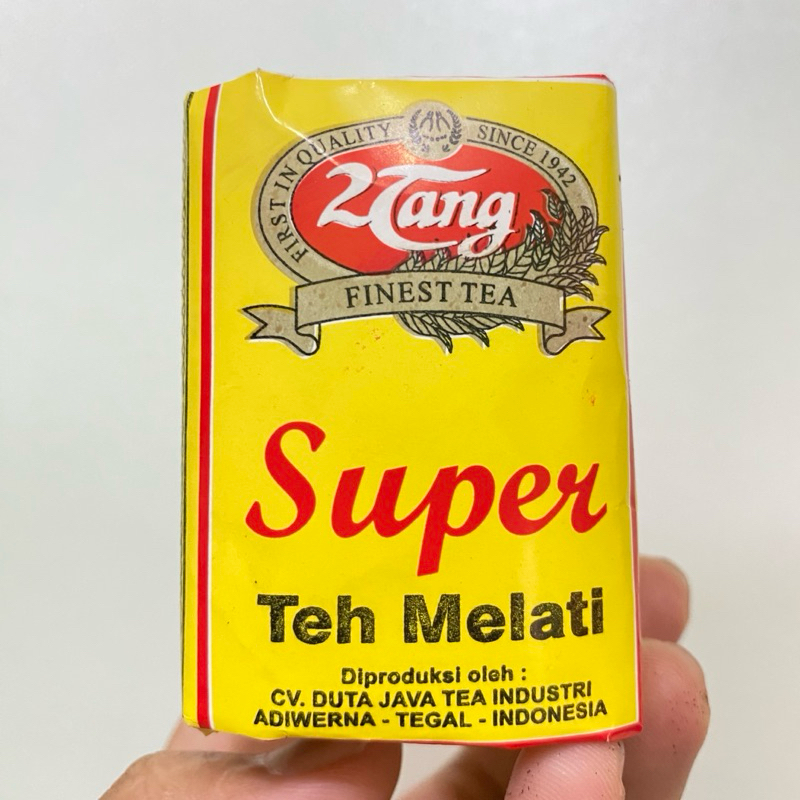 FIRST IN QUALITY SINCE 1942
2Tang
FINEST TEA
Super
Teh Melati
Diproduksi oleh :
CV. DUTA JAVA TEA INDUSTRI
ADIWERNA - TEGAL - INDONESIA